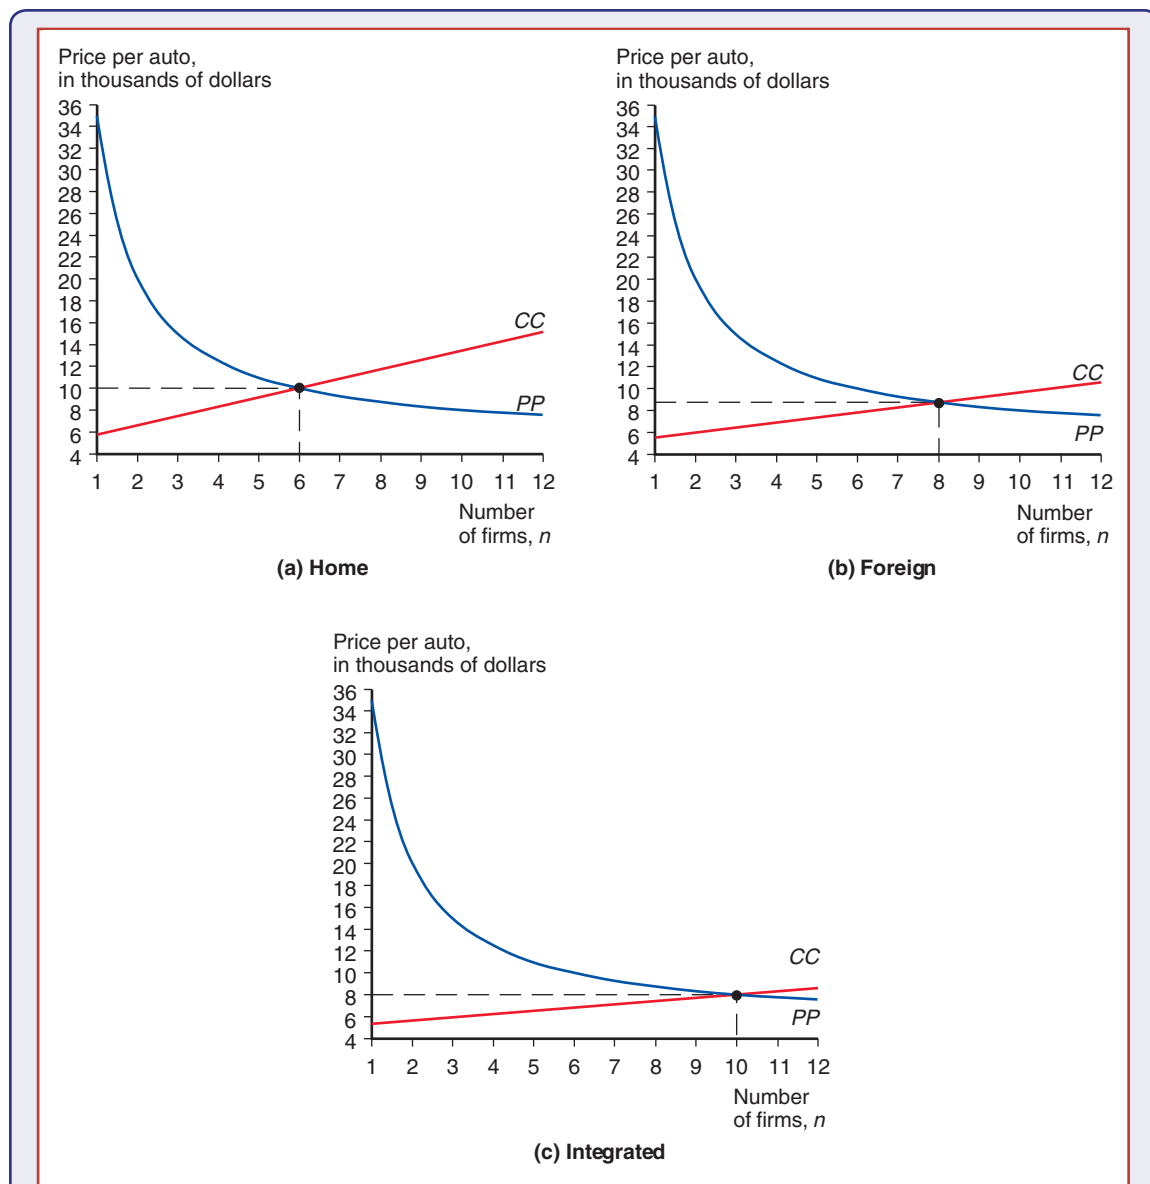 Price per auto,
in thousands of dollars
36
34
32
30
28
26
24
22
20
18
16
14
12
10
8
6
4
CC
PP
1 2 3 4 5 6 7 8 9 10 11 12
Number
of firms, n
(a) Home
Price per auto,
in thousands of dollars
36
34
32
30
28
26
24
22
20
18
16
14
12
10
8
6
4
CC
PP
1 2 3 4 5 6 7 8 9 10 11 12
Number
of firms, n
(b) Foreign
Price per auto,
in thousands of dollars
36
34
32
30
28
26
24
22
20
18
16
14
12
10
8
6
4
CC
PP
1 2 3 4 5 6 7 8 9 10 11 12
Number
of firms, n
(c) Integrated